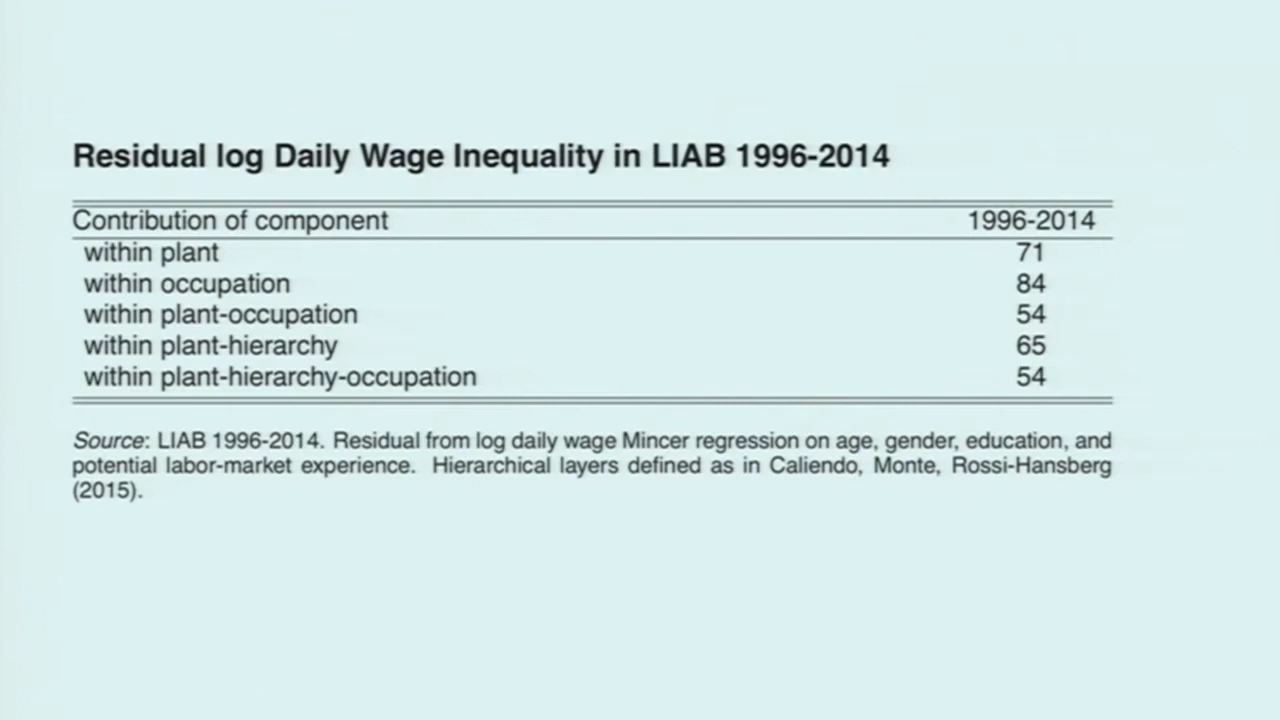 Residual log Daily Wage Inequality in LIAB 1996-2014
Contribution of component 1996-2014
within plant 71
within occupation 84
within plant-occupation 54
within plant-hierarchy 65
within plant-hierarchy-occupation 54
Source: LIAB 1996-2014. Residual from log daily wage Mincer regression on age, gender, education, and
potential labor-market experience. Hierarchical layers defined as in Caliendo, Monte, Rossi-Hansberg
(2015).